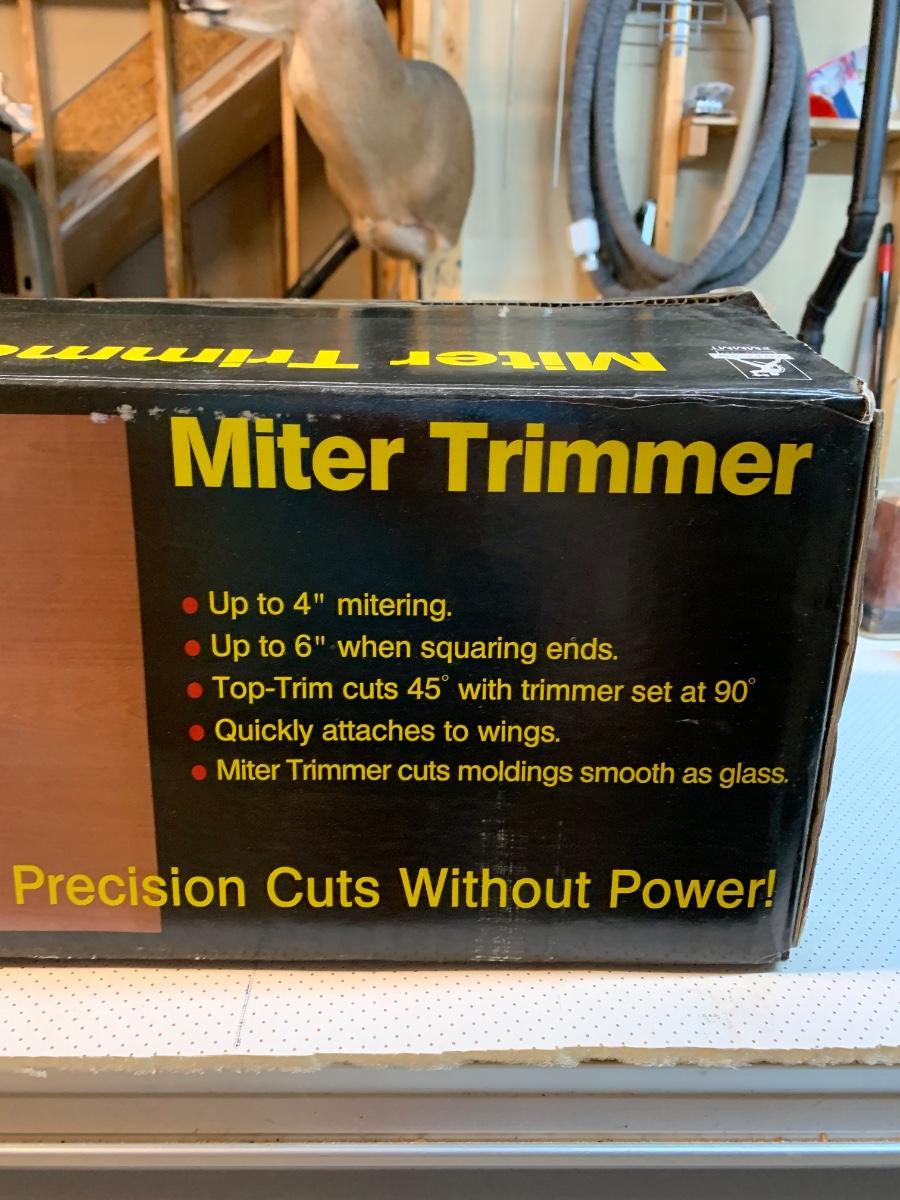 Miter Trimmer
Miter Trimmer
● Up to 4" mitering.
● Up to 6" when squaring ends.
● Top-Trim cuts 45° with trimmer set at 90°
● Quickly attaches to wings.
● Miter Trimmer cuts moldings smooth as glass.
Precision Cuts Without Power!